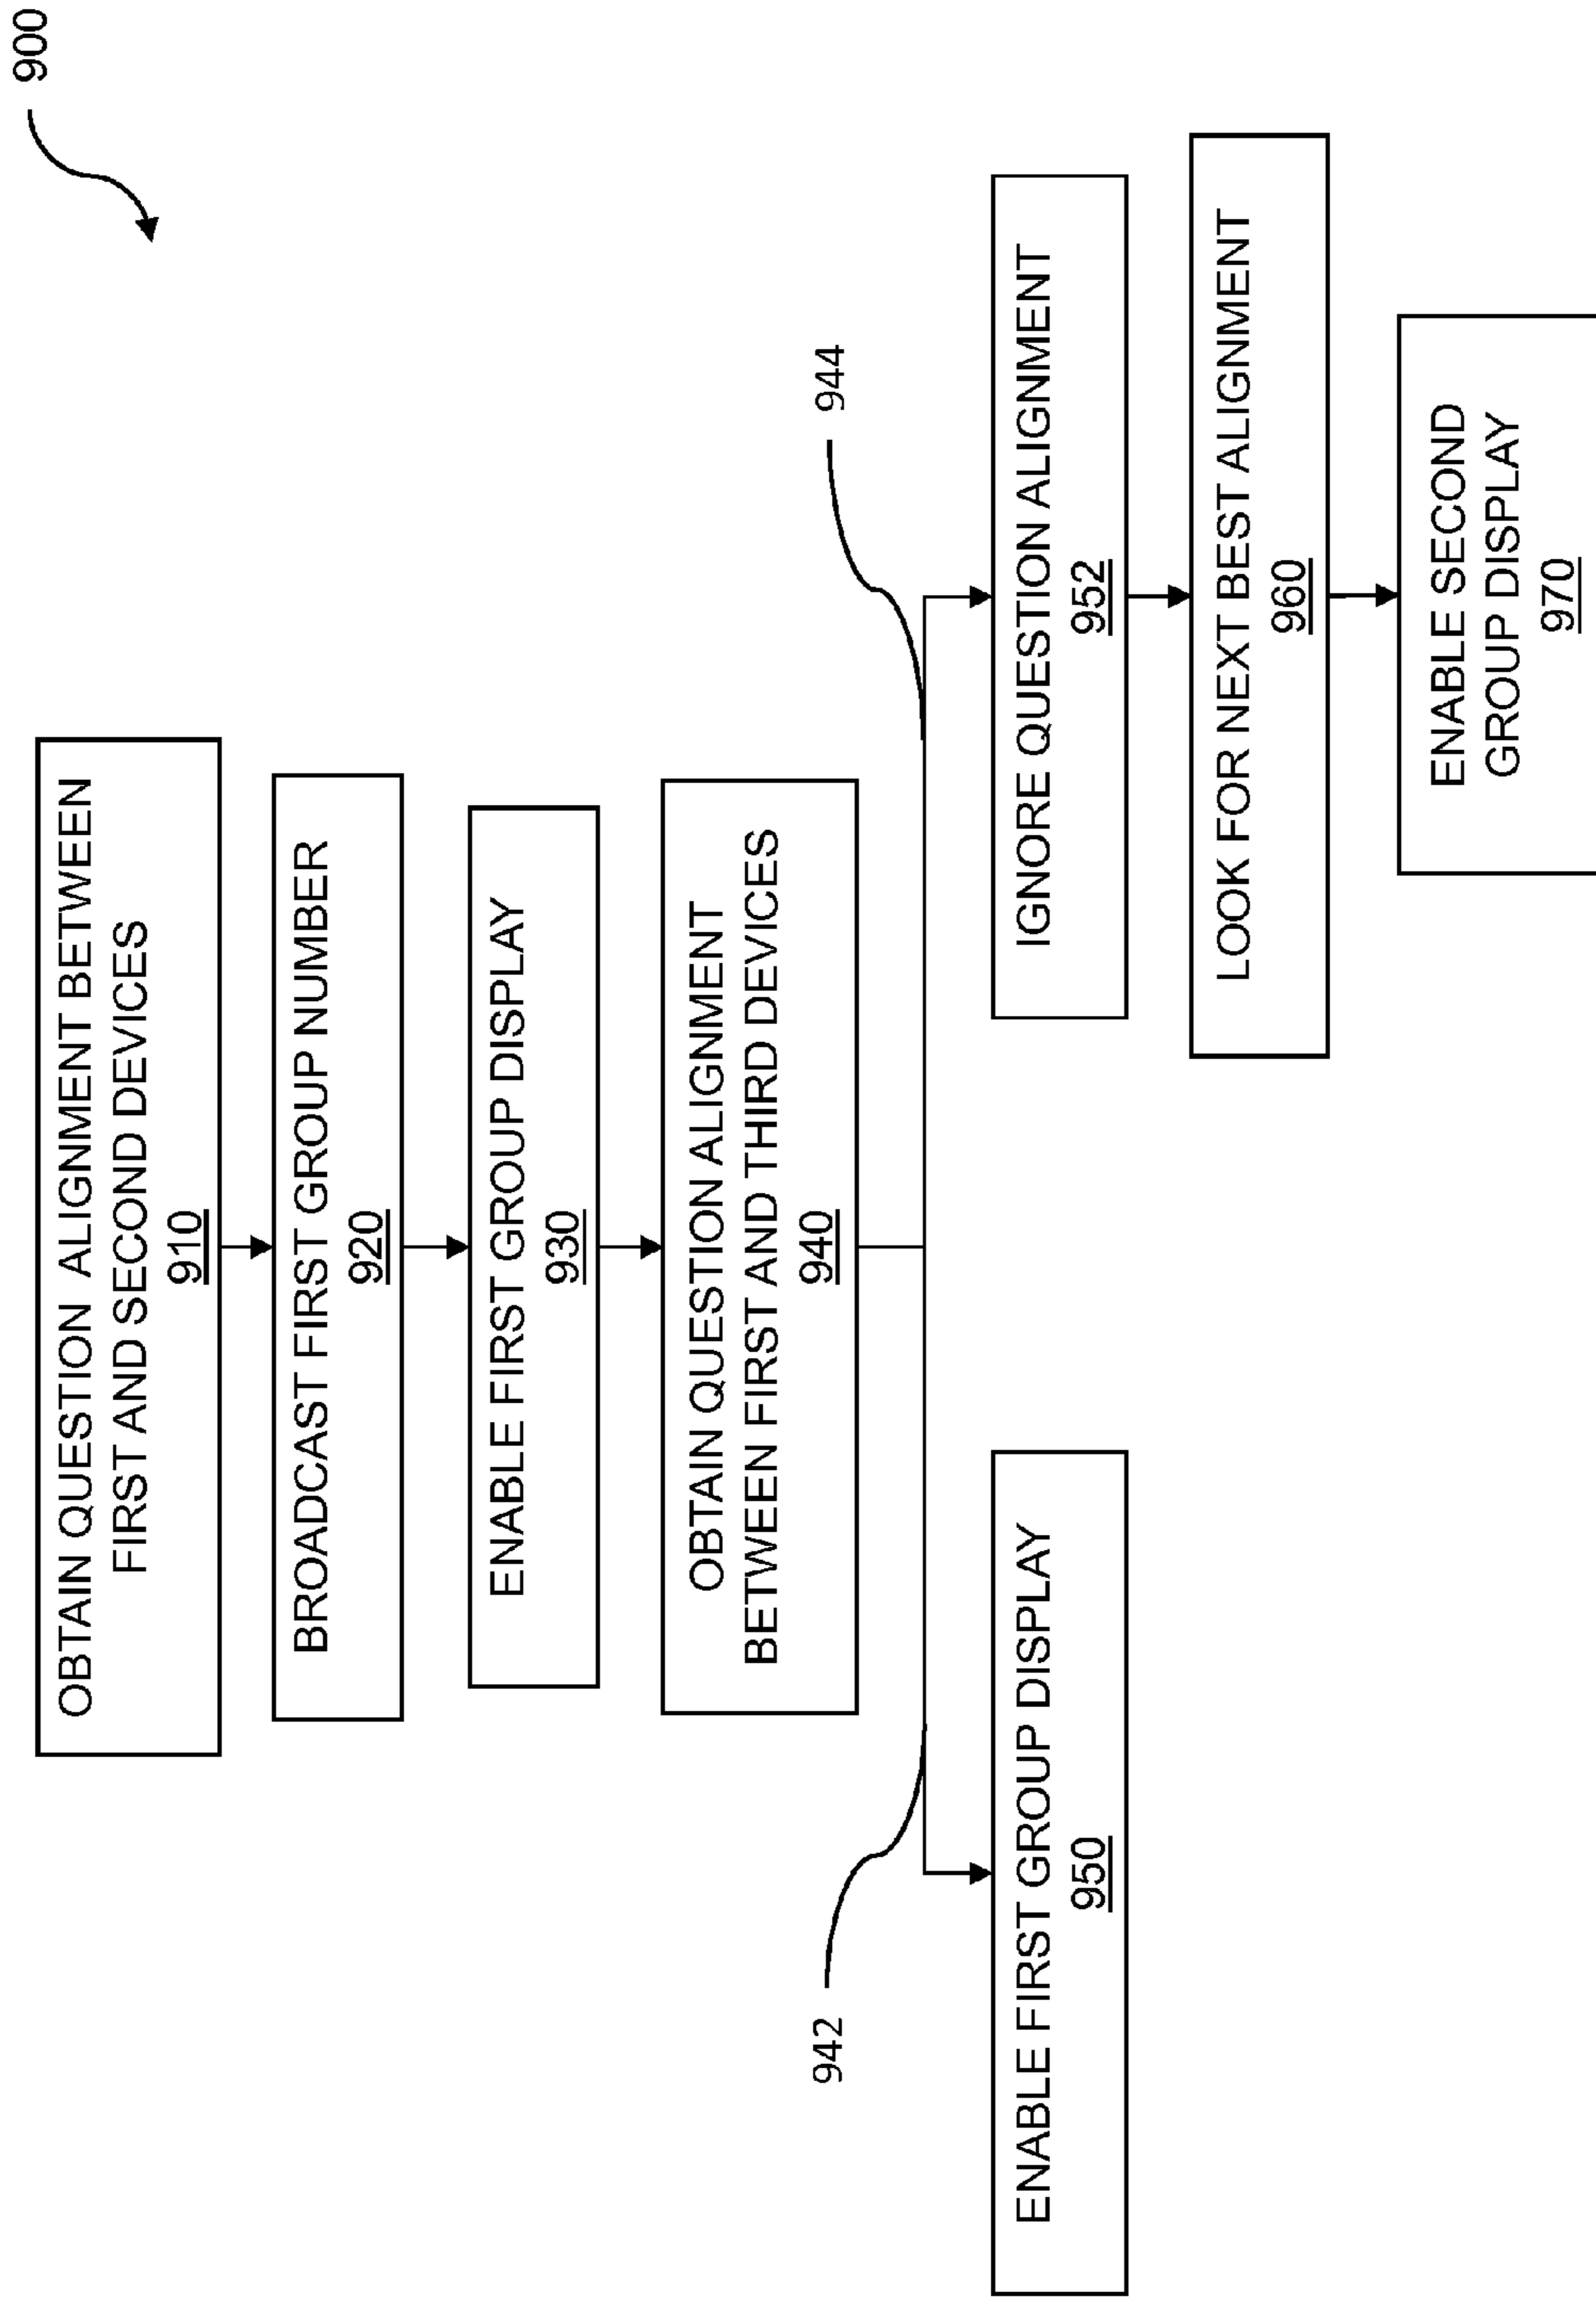 900
OBTAIN QUESTION ALIGNMENT BETWEEN
FIRST AND SECOND DEVICES
910
BROADCAST FIRST GROUP NUMBER
920
ENABLE FIRST GROUP DISPLAY
930
OBTAIN QUESTION ALIGNMENT
BETWEEN FIRST AND THIRD DEVICES
940
942
944
ENABLE FIRST GROUP DISPLAY
950
IGNORE QUESTION ALIGNMENT
952
LOOK FOR NEXT BEST ALIGNMENT
960
ENABLE SECOND
GROUP DISPLAY
970